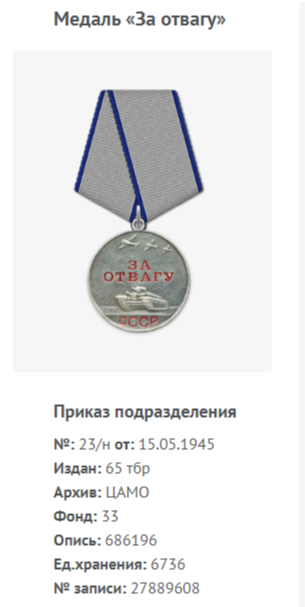 Медаль «За отвагу»
ЗА
ОТВАГУ
СССР
Приказ подразделения
№: 23/н от: 15.05.1945
Издан: 65 тбр
Архив: ЦАМО
Фонд: 33
Опись: 686196
Ед.хранения: 6736
№ записи: 27889608